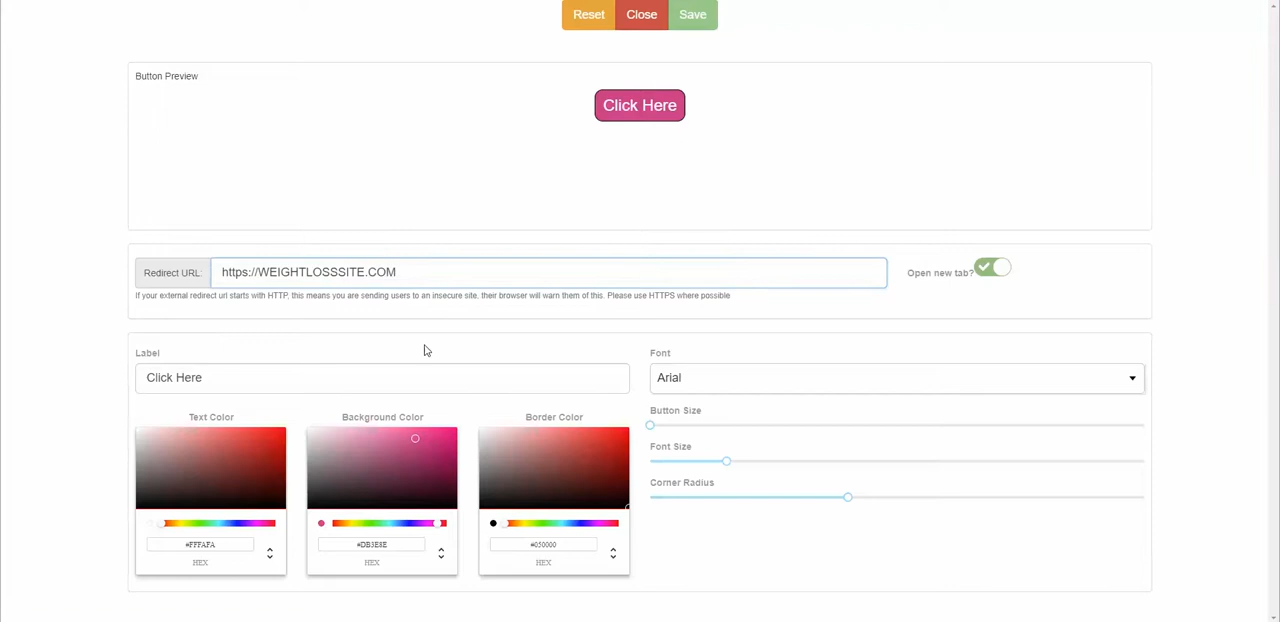 Reset Close Save
Button Preview
Click Here
Redirect URL: https://WEIGHTLOSSSITE.COM Open new tab?
If your external redirect url starts with HTTP, this means you are sending users to an insecure site, their browser will warn them of this. Please use HTTPS where possible
Label Font
Click Here Arial
Button Size
Text Color Background Color Border Color
Font Size
Corner Radius
#FFFAFA #DB3E8E #050000
HEX HEX HEX